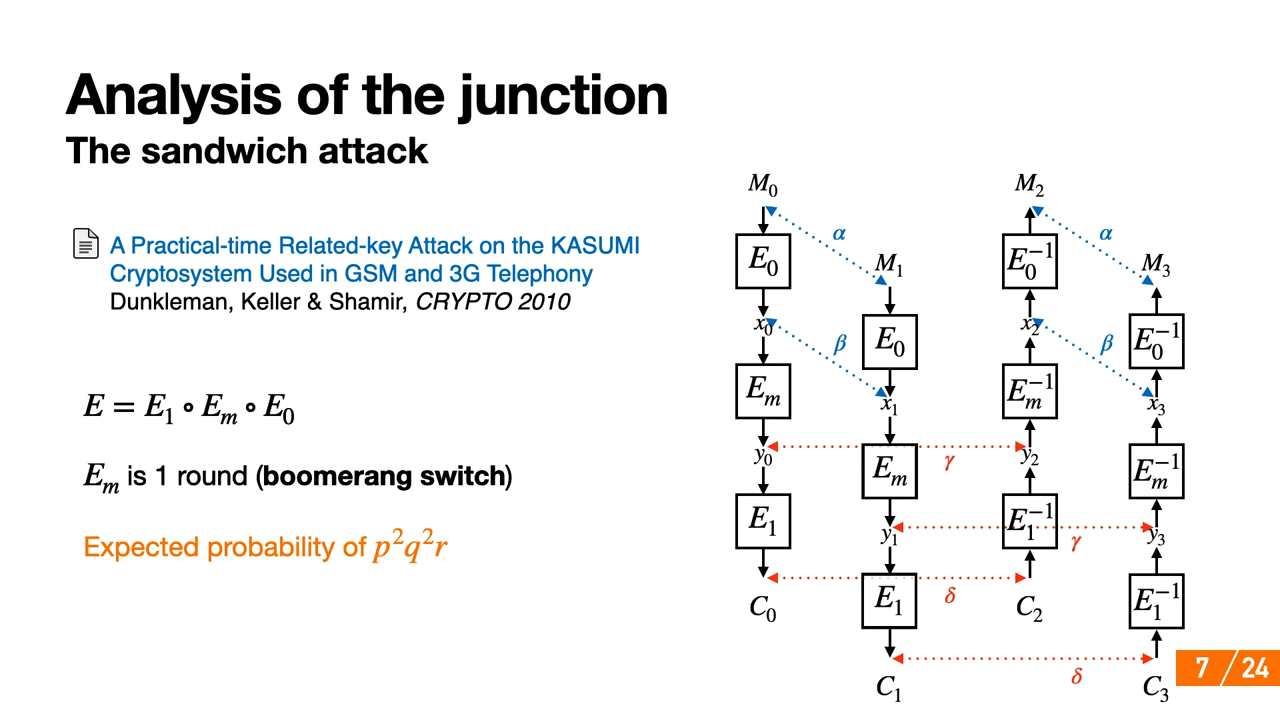 Analysis of the junction
The sandwich attack
A Practical-time Related-key Attack on the KASUMI
Cryptosystem Used in GSM and 3G Telephony
Dunkleman, Keller & Shamir, CRYPTO 2010
E = E₁ ∘ Eₘ ∘ E₀
Eₘ is 1 round (boomerang switch)
Expected probability of p²q²r
M₀ M₂
α α
E₀ M₁ E₀⁻¹ M₃
x₀ x₂
β β
E₀ E₀⁻¹
Eₘ x₁ Eₘ⁻¹ x₃
y₀ γ y₂
Eₘ Eₘ⁻¹
E₁ y₁ E₁⁻¹ γ y₃
C₀ E₁ δ C₂ E₁⁻¹
C₁ δ C₃
7 / 24